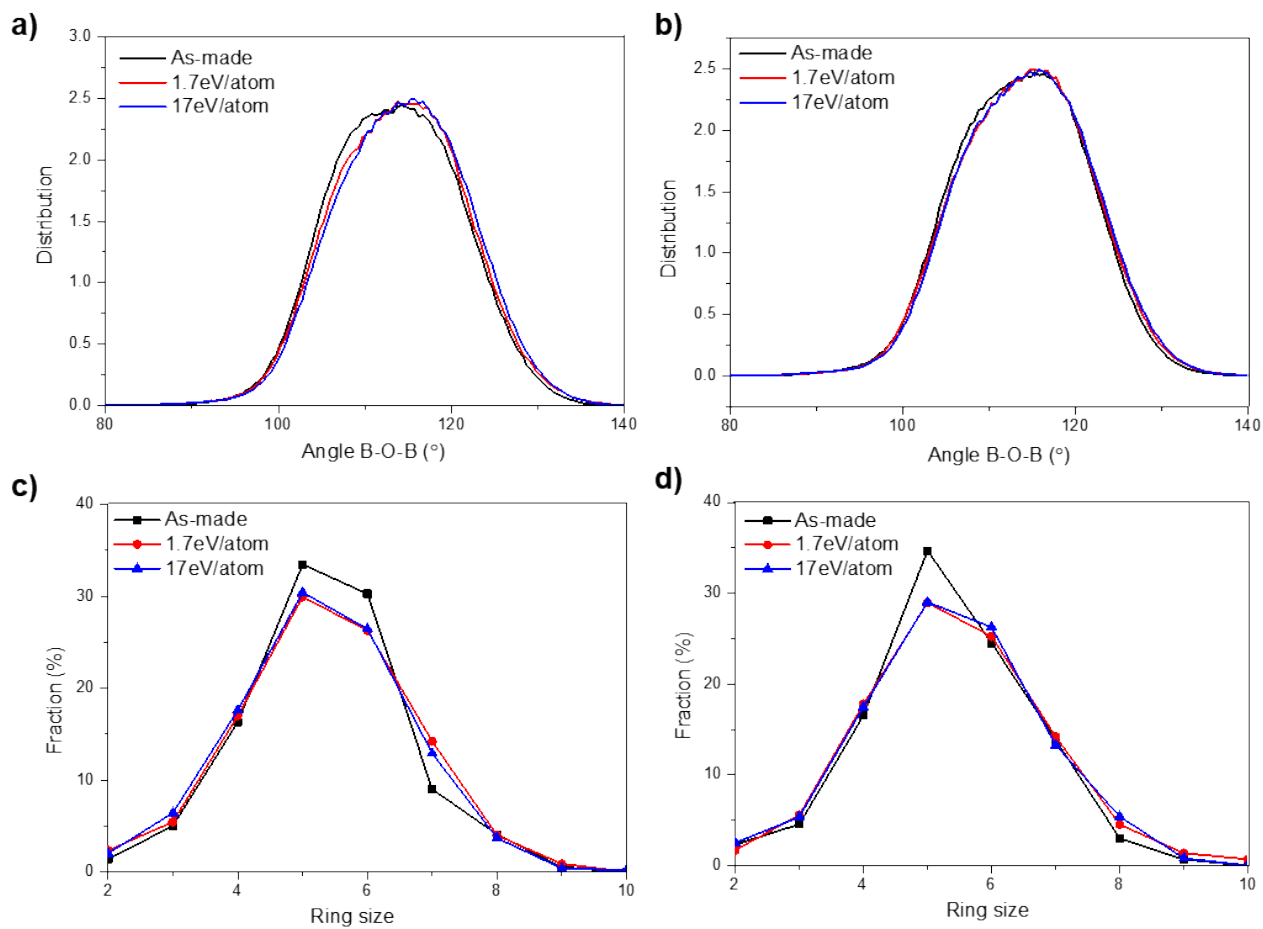 a)
3.0
2.5
2.0
1.5
1.0
0.5
0.0
Distribution
As-made
1.7eV/atom
17eV/atom
80
100
120
140
Angle B-O-B (°)
b)
2.5
2.0
1.5
1.0
0.5
0.0
Distribution
As-made
1.7eV/atom
17eV/atom
80
100
120
140
Angle B-O-B (°)
c)
40
30
20
10
0
Fraction (%)
As-made
1.7eV/atom
17eV/atom
2
4
6
8
10
Ring size
d)
40
30
20
10
0
Fraction (%)
As-made
1.7eV/atom
17eV/atom
2
4
6
8
10
Ring size